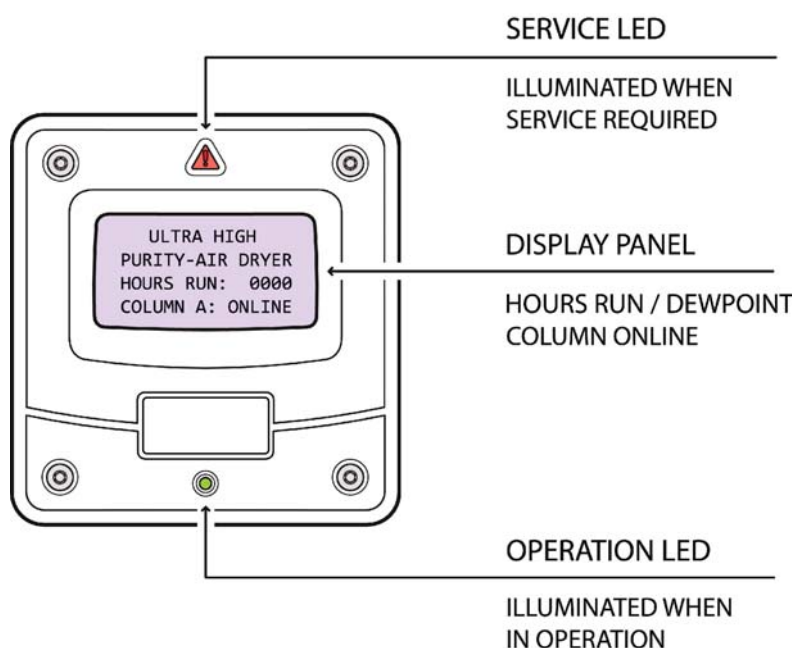 SERVICE LED
ILLUMINATED WHEN
SERVICE REQUIRED
ULTRA HIGH
PURITY-AIR DRYER
HOURS RUN: 0000
COLUMN A: ONLINE
DISPLAY PANEL
HOURS RUN / DEWPOINT
COLUMN ONLINE
OPERATION LED
ILLUMINATED WHEN
IN OPERATION